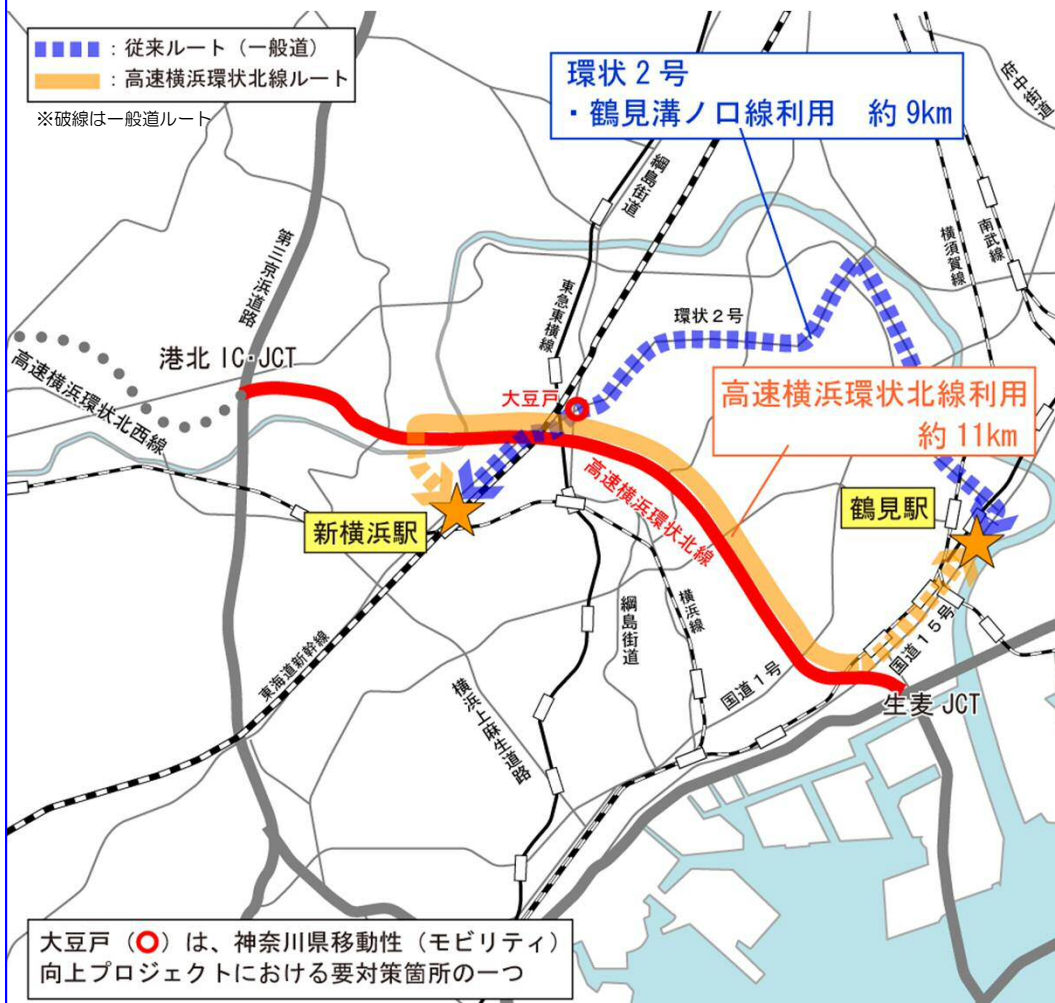 ：従来ルート（一般道）
：高速横浜環状北線ルート
※破線は一般道ルート
環状２号
・鶴見溝ノ口線利用　約 9km
府中街道
綱島街道
第三京浜道路
東急東横線
横須賀線
南武線
環状２号
港北 IC・JCT
高速横浜環状北西線
大豆戸
高速横浜環状北線利用
約 11km
高速横浜環状北線
新横浜駅
鶴見駅
東海道新幹線
綱島街道
横浜線
横浜上麻生道路
国道１号
国道１５号
生麦 JCT
大豆戸（○）は、神奈川県移動性（モビリティ）
向上プロジェクトにおける要対策箇所の一つ